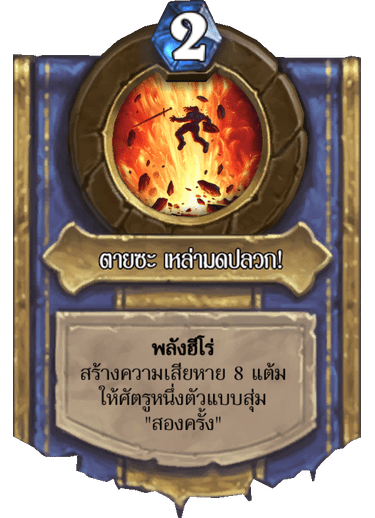 2
ตายซะ เหล่ามดปลวก!
พลังฮีโร่
สร้างความเสียหาย 8 แต้ม
ให้ศัตรูหนึ่งตัวแบบสุ่ม
"สองครั้ง"